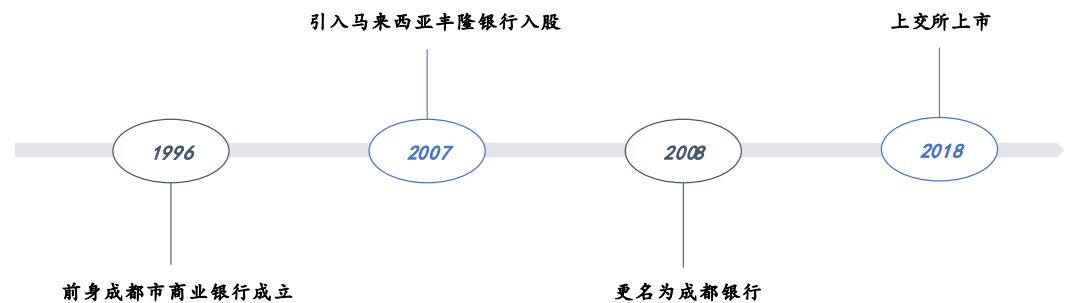 引入马来西亚丰隆银行入股
上交所上市
1996
2007
2008
2018
前身成都市商业银行成立
更名为成都银行